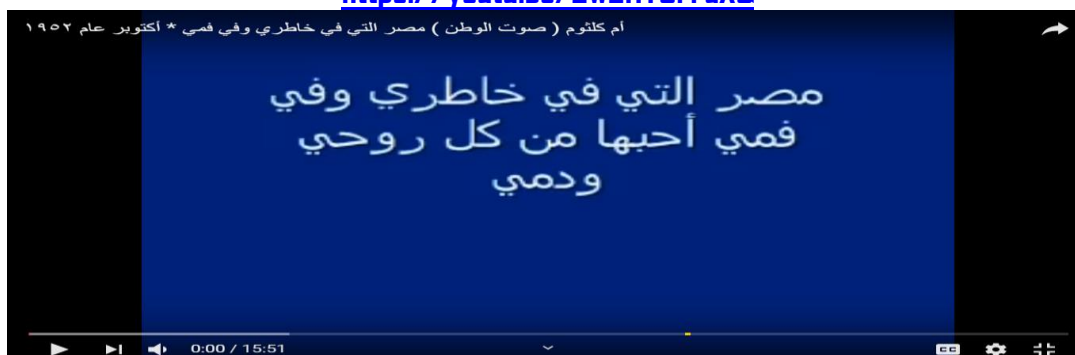 أم كلثوم ( صوت الوطن ) مصر التي في خاطري وفي فمي * أكتوبر عام ١٩٥٢
مصر التي في خاطري وفي
فمي أحبها من كل روحي
ودمي
0:00 / 15:51
CC